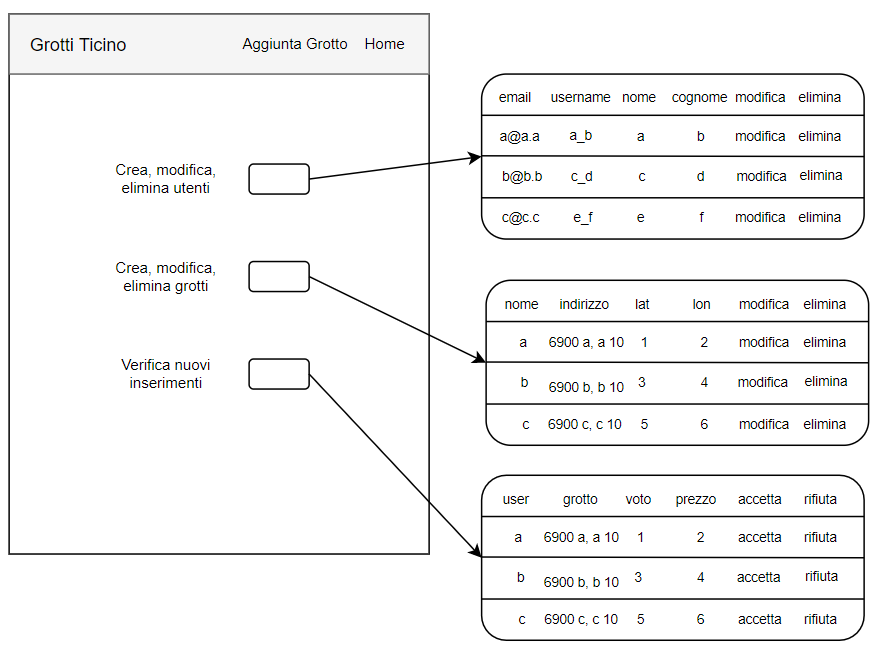 Grotti Ticino Aggiunta Grotto Home
Crea, modifica,
elimina utenti
Crea, modifica,
elimina grotti
Verifica nuovi
inserimenti
email username nome cognome modifica elimina
a@a.a a_b a b modifica elimina
b@b.b c_d c d modifica elimina
c@c.c e_f e f modifica elimina
nome indirizzo lat lon modifica elimina
a 6900 a, a 10 1 2 modifica elimina
b 6900 b, b 10 3 4 modifica elimina
c 6900 c, c 10 5 6 modifica elimina
user grotto voto prezzo accetta rifiuta
a 6900 a, a 10 1 2 accetta rifiuta
b 6900 b, b 10 3 4 accetta rifiuta
c 6900 c, c 10 5 6 accetta rifiuta